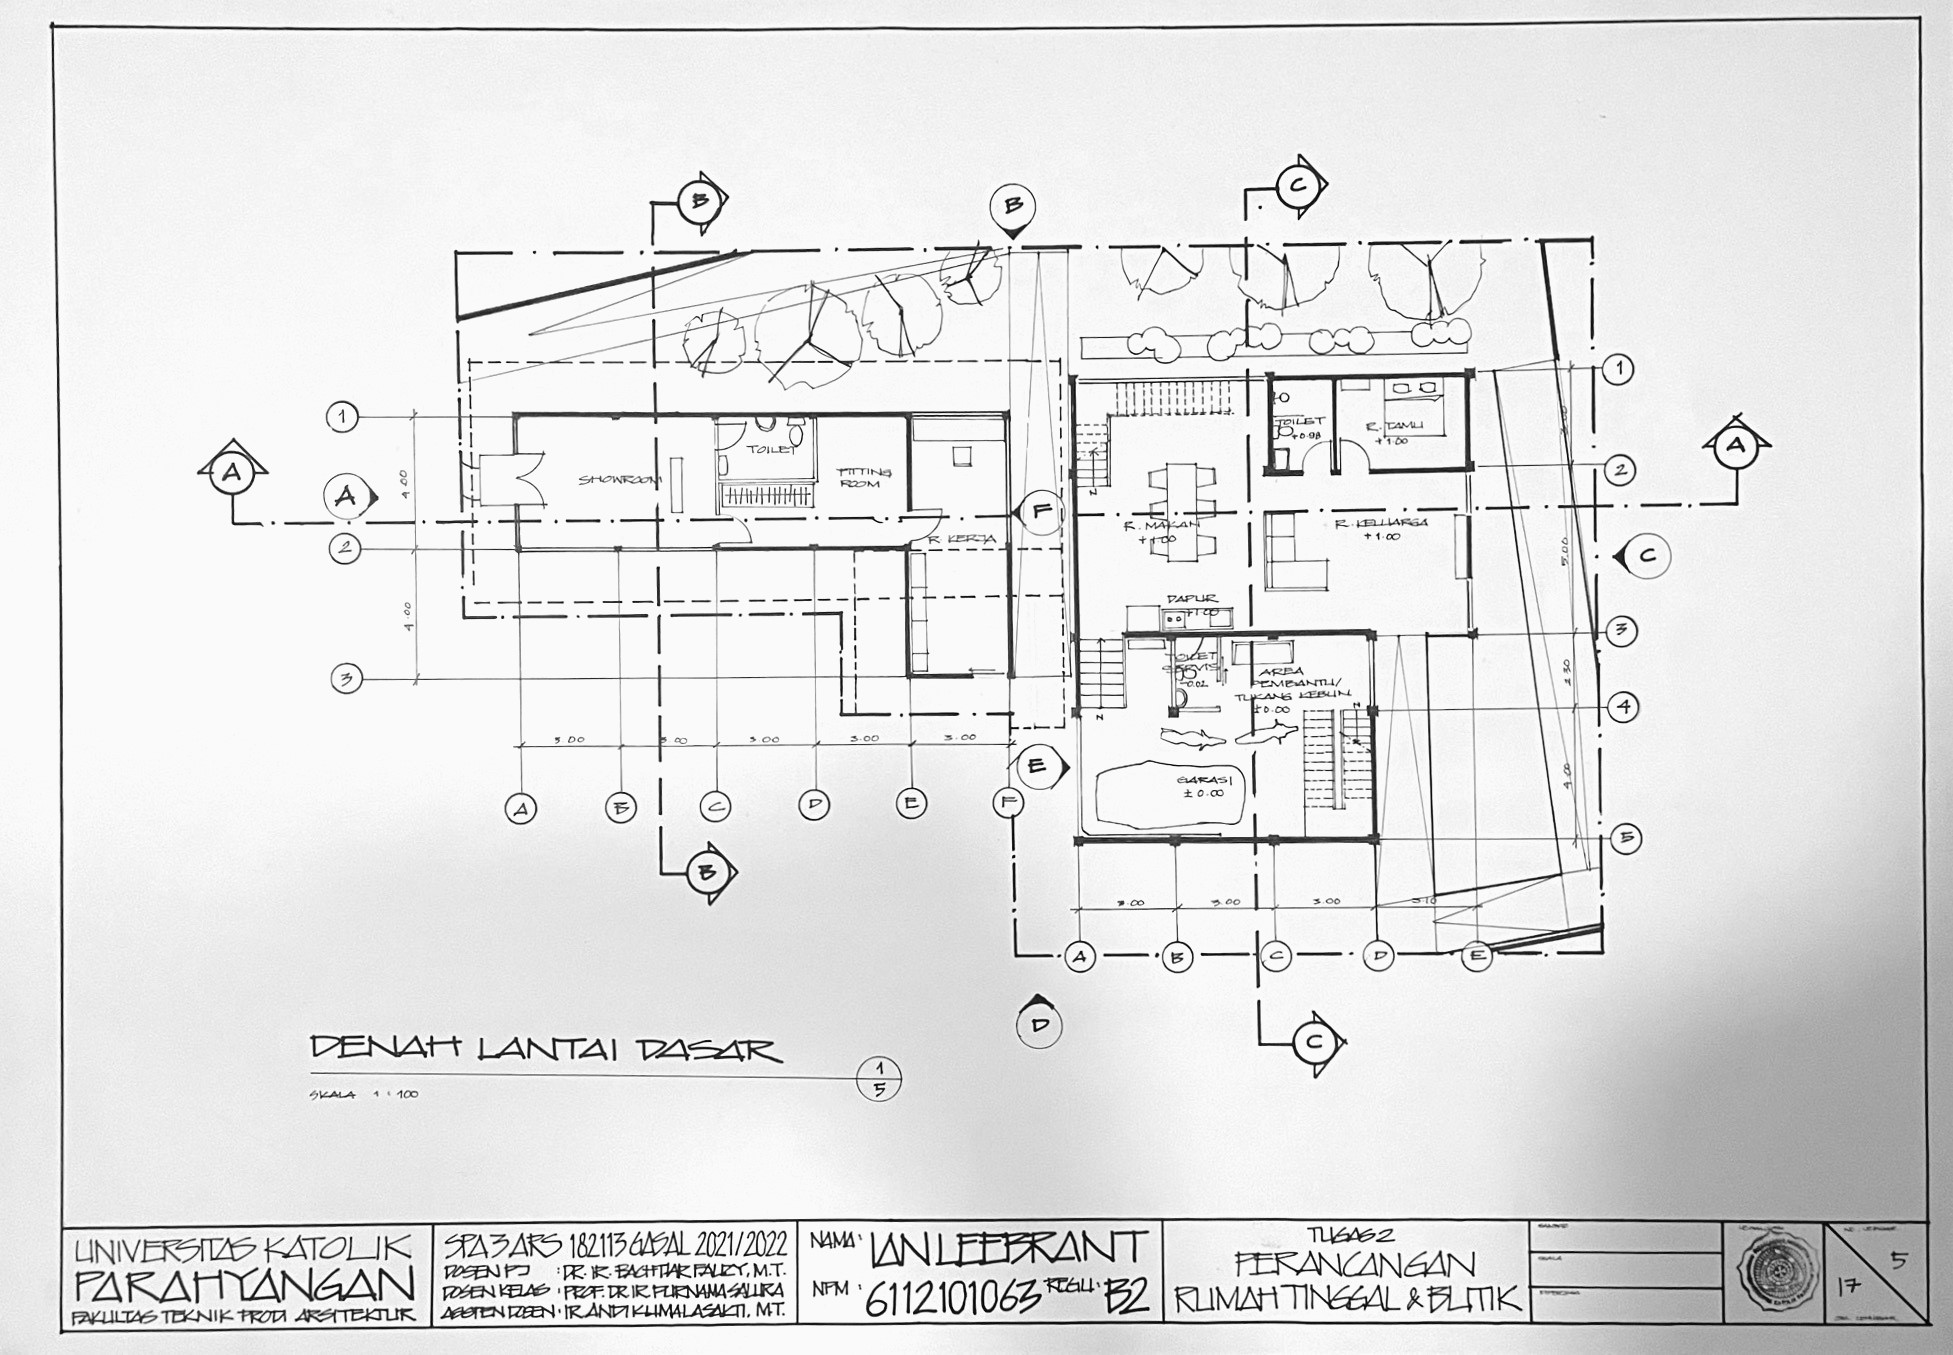 B
C
B
1
1
A
A
A
2
TOILET
+0.98
R. TAMU
+1.00
SHOWROOM
TOILET
FITTING
ROOM
4.00
F
R. MAKAN
+1.00
R. KELUARGA
+1.00
R. KERJA
2
C
5.00
4.00
DAPUR
+1.00
3
3
TOILET
SERVIS
-0.02
AREA
PEMBANTU/
TUKANG KEBUN
±0.00
2.30
4
N
N
N
3.00
3.00
3.00
3.00
3.00
E
GARASI
±0.00
4.00
A
B
C
D
E
F
5
B
3.00
3.00
3.00
3.10
A
B
C
D
E
D
C
DENAH LANTAI DASAR
1
5
SKALA 1 : 100
UNIVERSITAS KATOLIK
PARAHYANGAN
FAKULTAS TEKNIK PRODI ARSITEKTUR
SPA 3 ARS 182113 GASAL 2021/2022
DOSEN PJ : DR. IR. BACHTIAR FAUZY, M.T.
DOSEN KELAS : PROF. DR. IR. PURNAMA SALURA
ASISTEN DOSEN : IR. ANDI KUMALASAKTI, M.T.
NAMA : IAN LEEBRANT
NPM : 6112101063 REGU : B2
TUGAS 2
PERANCANGAN
RUMAH TINGGAL & BUTIK
SKALA
5
17